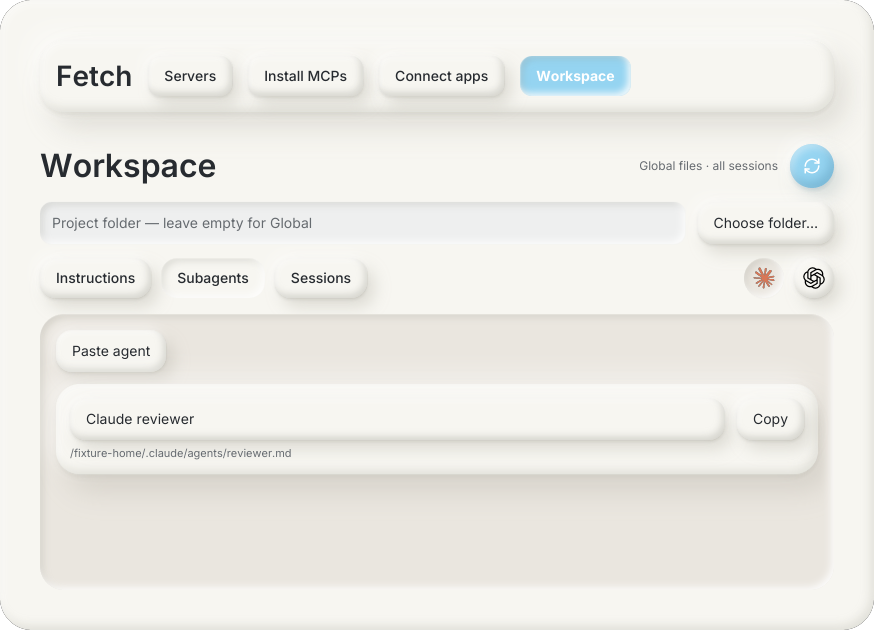 Fetch
Servers
Install MCPs
Connect apps
Workspace
Workspace
Global files · all sessions
Project folder — leave empty for Global
Choose folder...
Instructions
Subagents
Sessions
Paste agent
Claude reviewer
Copy
/fixture-home/.claude/agents/reviewer.md